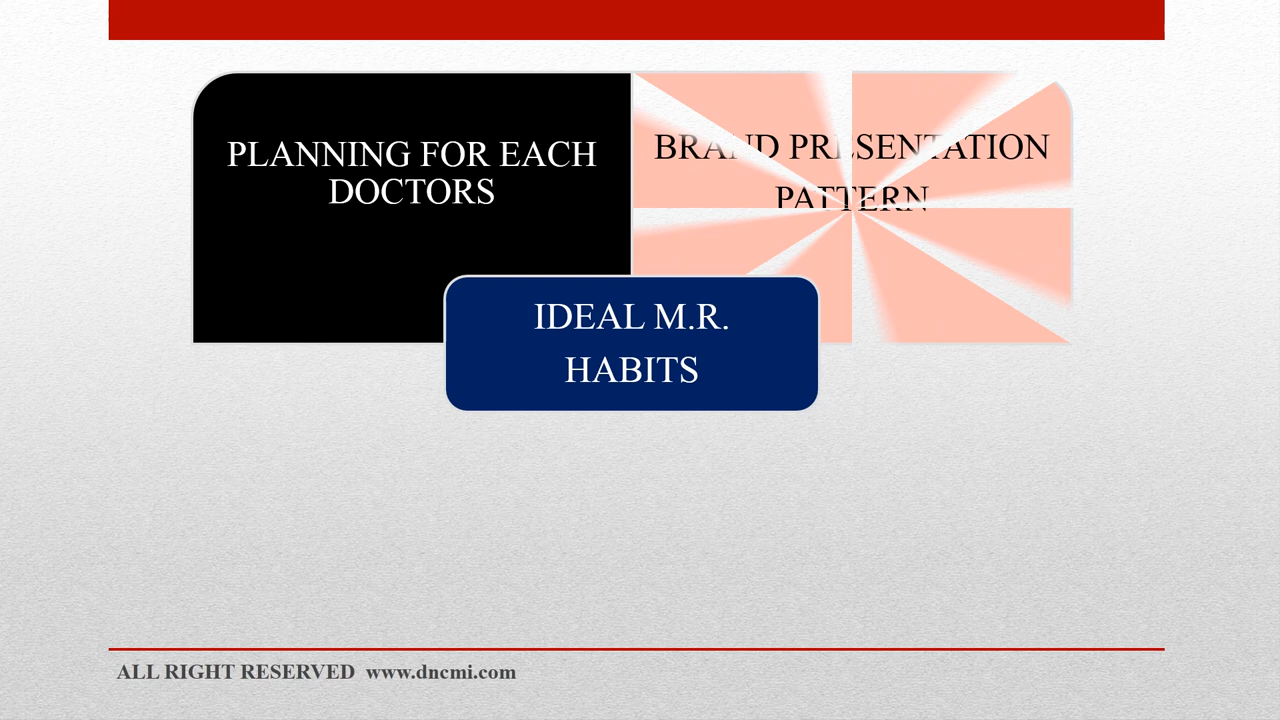 PLANNING FOR EACH
DOCTORS
BRAND PRESENTATION
PATTERN
IDEAL M.R.
HABITS
ALL RIGHT RESERVED www.dncmi.com